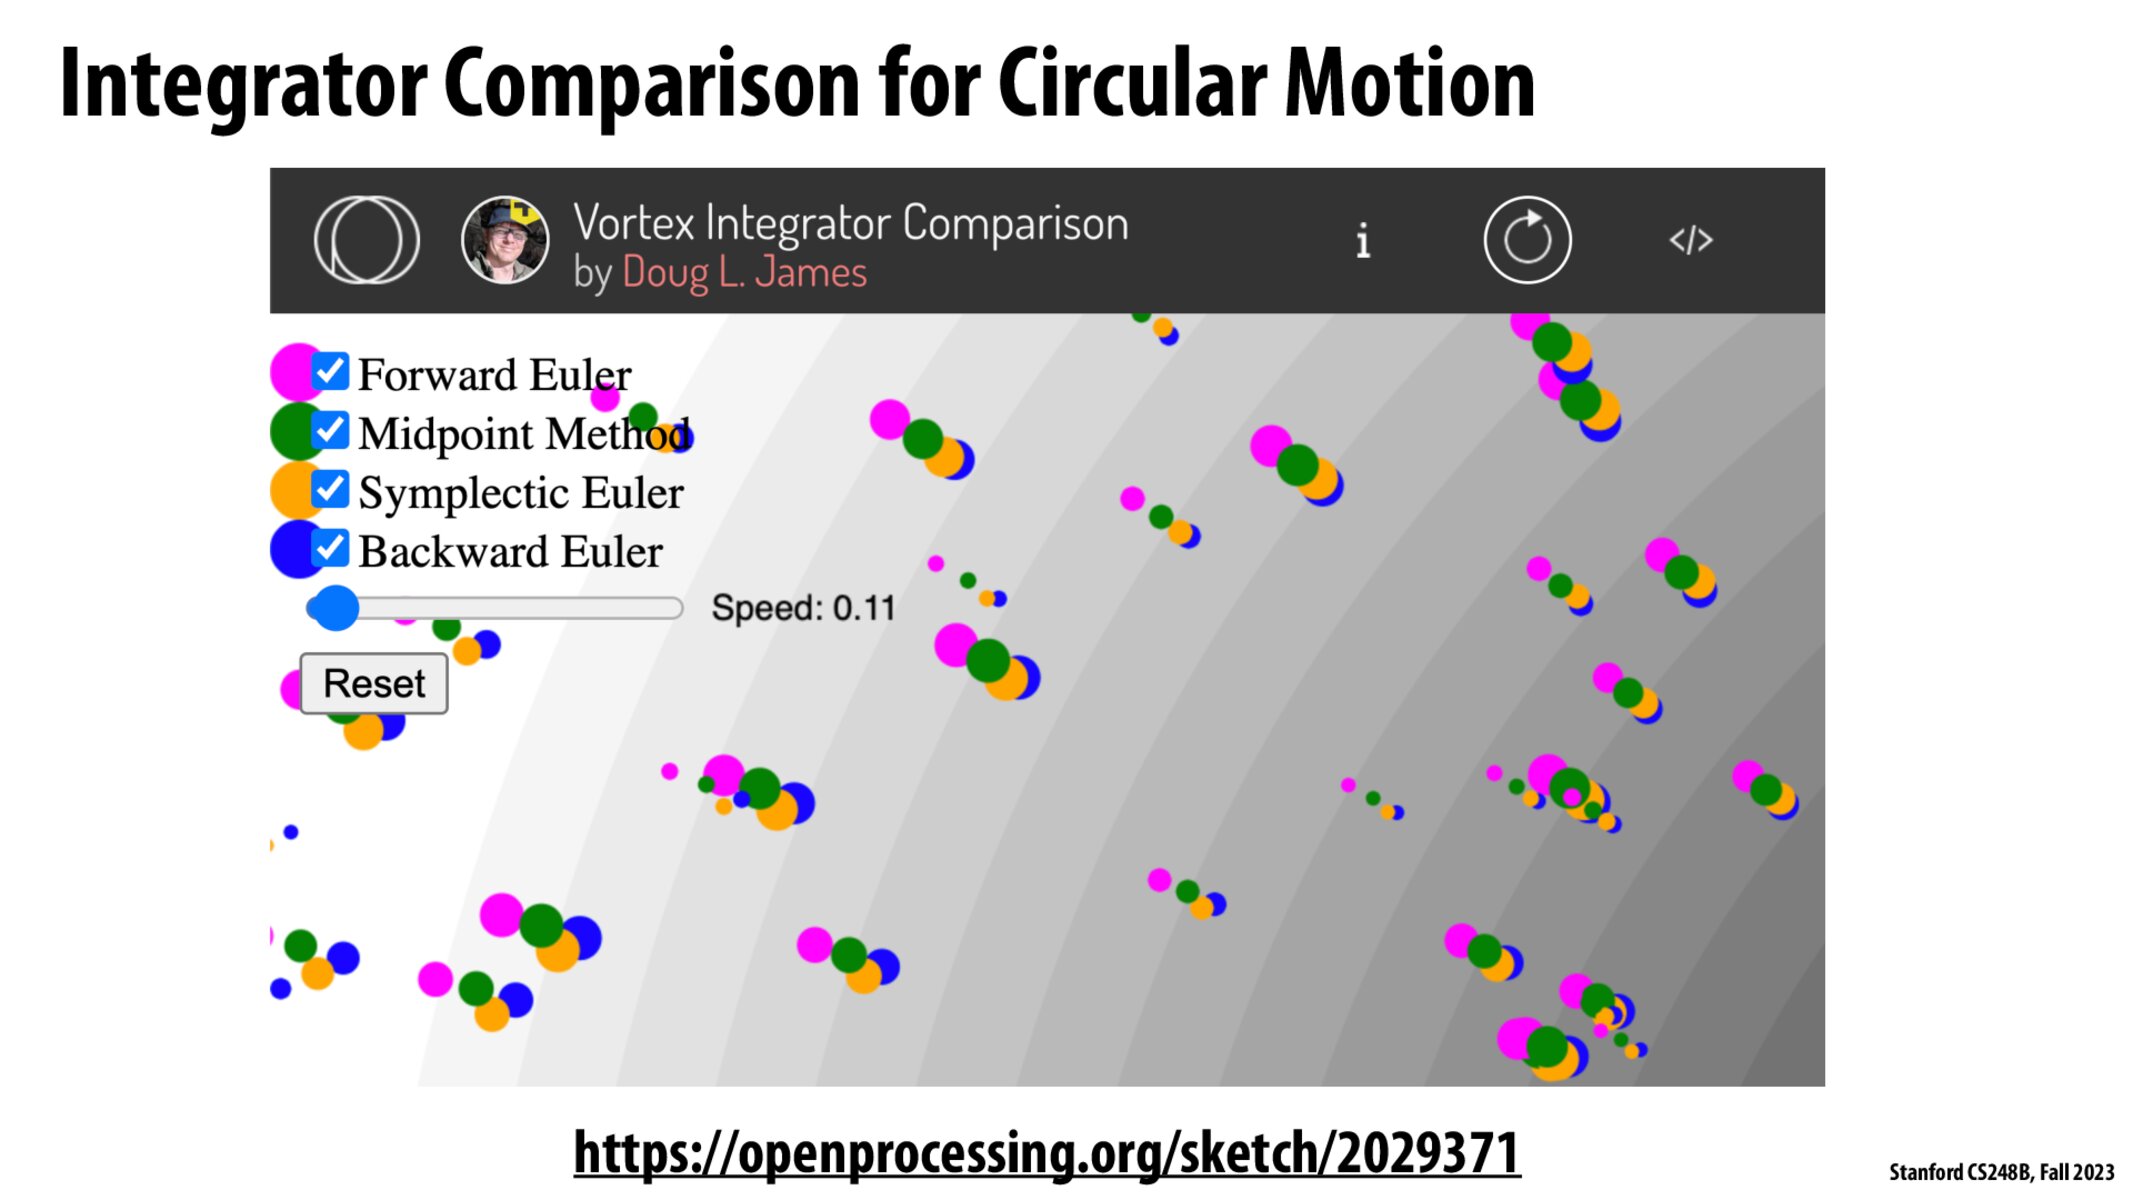 Integrator Comparison for Circular Motion
Vortex Integrator Comparison
by Doug L. James
i
</>
Forward Euler
Midpoint Method
Symplectic Euler
Backward Euler
Speed: 0.11
Reset
https://openprocessing.org/sketch/2029371
Stanford CS248B, Fall 2023